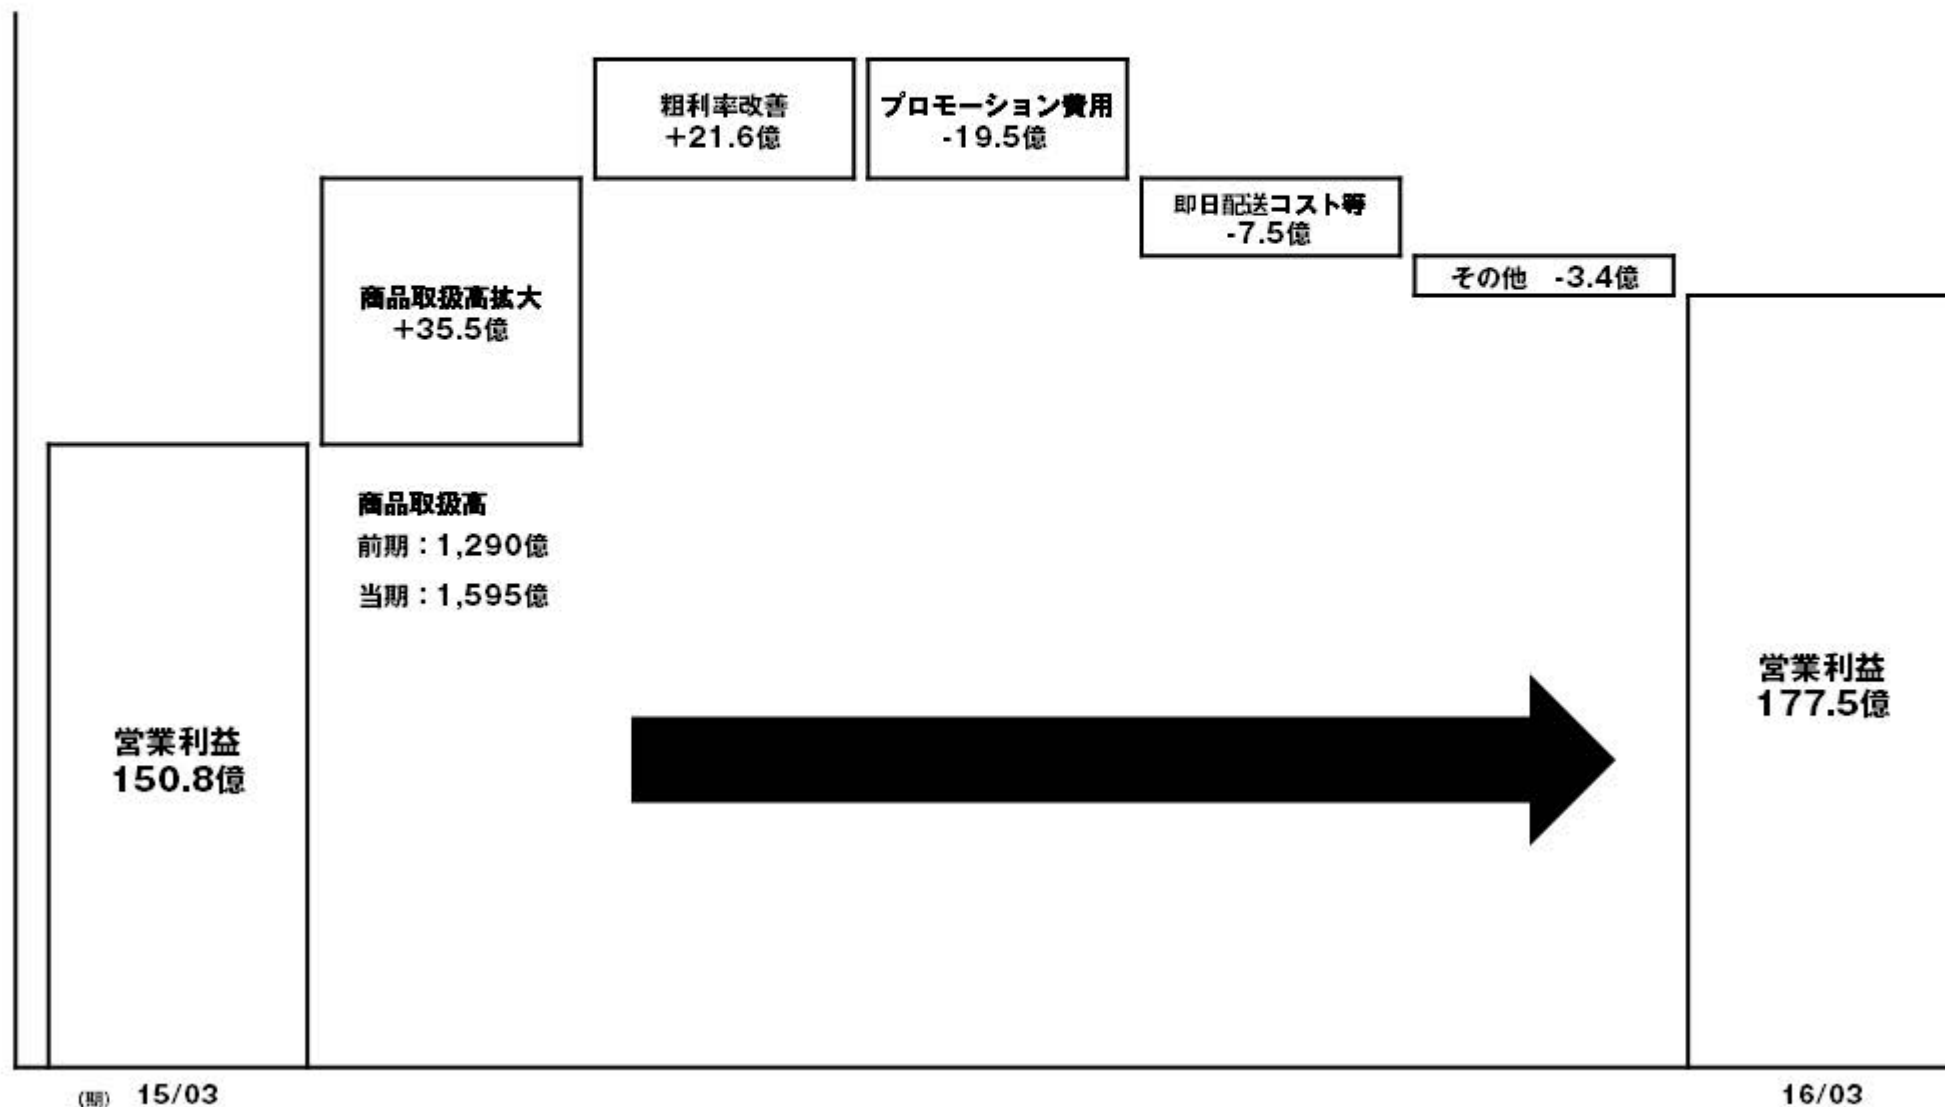 粗利率改善
+21.6億
プロモーション費用
-19.5億
即日配送コスト等
-7.5億
その他 -3.4億
商品取扱高拡大
+35.5億
商品取扱高
前期：1,290億
当期：1,595億
営業利益
150.8億
営業利益
177.5億
(期) 15/03
16/03